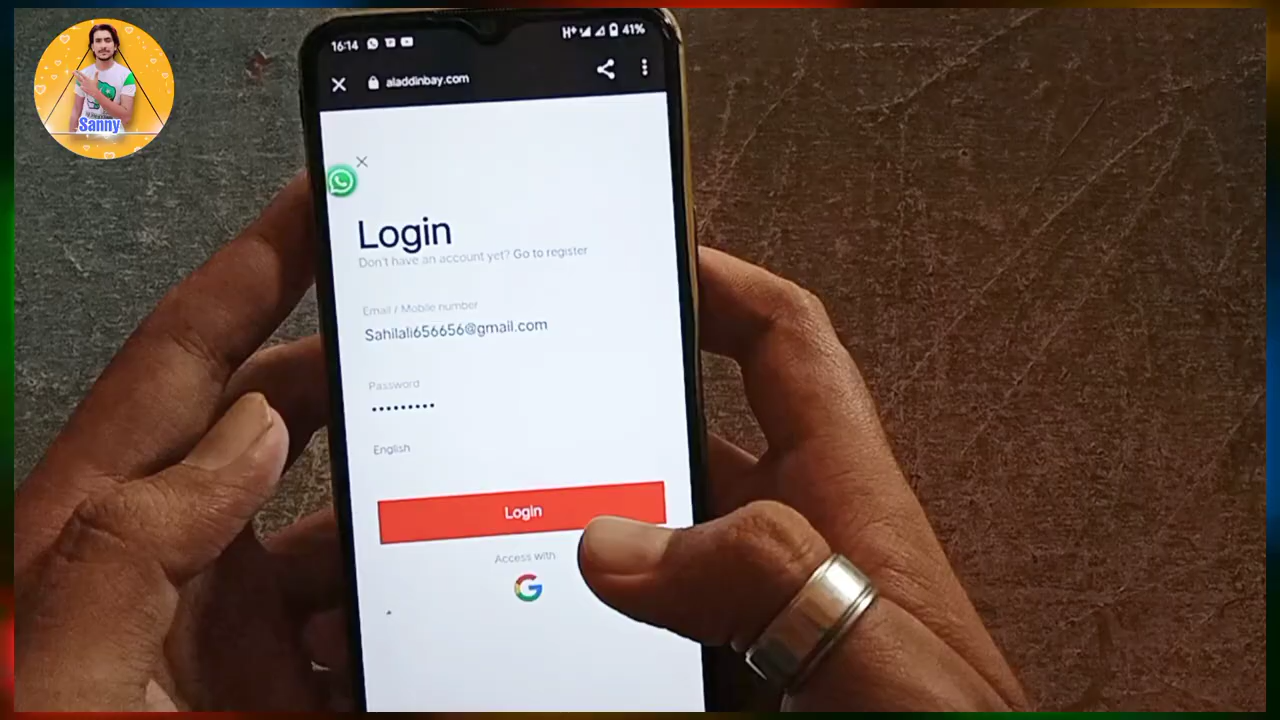 Sanny
16:14
H+ 41%
aladdinbay.com
Login
Don't have an account yet? Go to register
Email / Mobile number
Sahilali656656@gmail.com
Password
•••••••••
English
Login
Access with